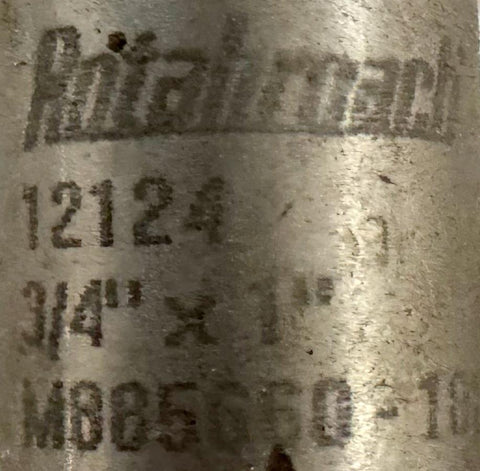 Rotabroach
12124
3/4" x 1"